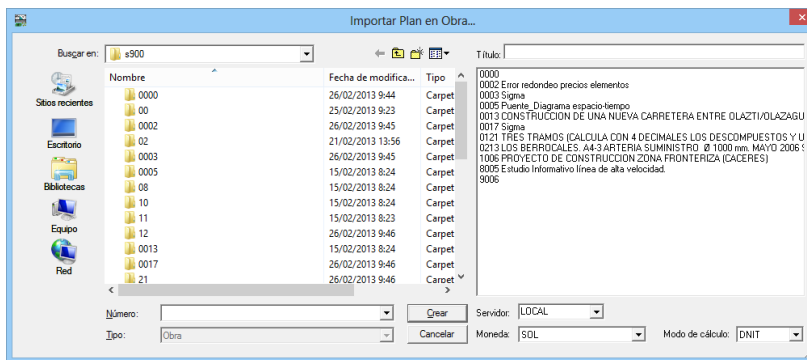 Importar Plan en Obra...
Buscar en: s900
Título:
Sitios recientes
Escritorio
Bibliotecas
Equipo
Red
Nombre Fecha de modifica... Tipo
0000 26/02/2013 9:44 Carpet
00 25/02/2013 9:23 Carpet
0002 26/02/2013 9:45 Carpet
02 21/02/2013 13:56 Carpet
0003 26/02/2013 9:45 Carpet
0005 15/02/2013 8:24 Carpet
08 15/02/2013 8:24 Carpet
10 15/02/2013 8:24 Carpet
11 15/02/2013 8:23 Carpet
12 26/02/2013 9:46 Carpet
0013 15/02/2013 8:24 Carpet
0017 26/02/2013 9:46 Carpet
21 26/02/2013 9:46 Carpet
0000
0002 Error redondeo precios elementos
0003 Sigma
0005 Puente_Diagrama espacio-tiempo
0013 CONSTRUCCION DE UNA NUEVA CARRETERA ENTRE OLAZTI/OLAZAGU
0017 Sigma
0121 TRES TRAMOS (CALCULA CON 4 DECIMALES LOS DESCOMPUESTOS Y U
0213 LOS BERROCALES. A4-3 ARTERIA SUMINISTRO Ø 1000 mm. MAYO 2006
1006 PROYECTO DE CONSTRUCCION ZONA FRONTERIZA (CACERES)
8005 Estudio Informativo línea de alta velocidad.
9006
Número: Crear
Tipo: Obra Cancelar
Servidor: LOCAL
Moneda: SOL Modo de cálculo: DNIT